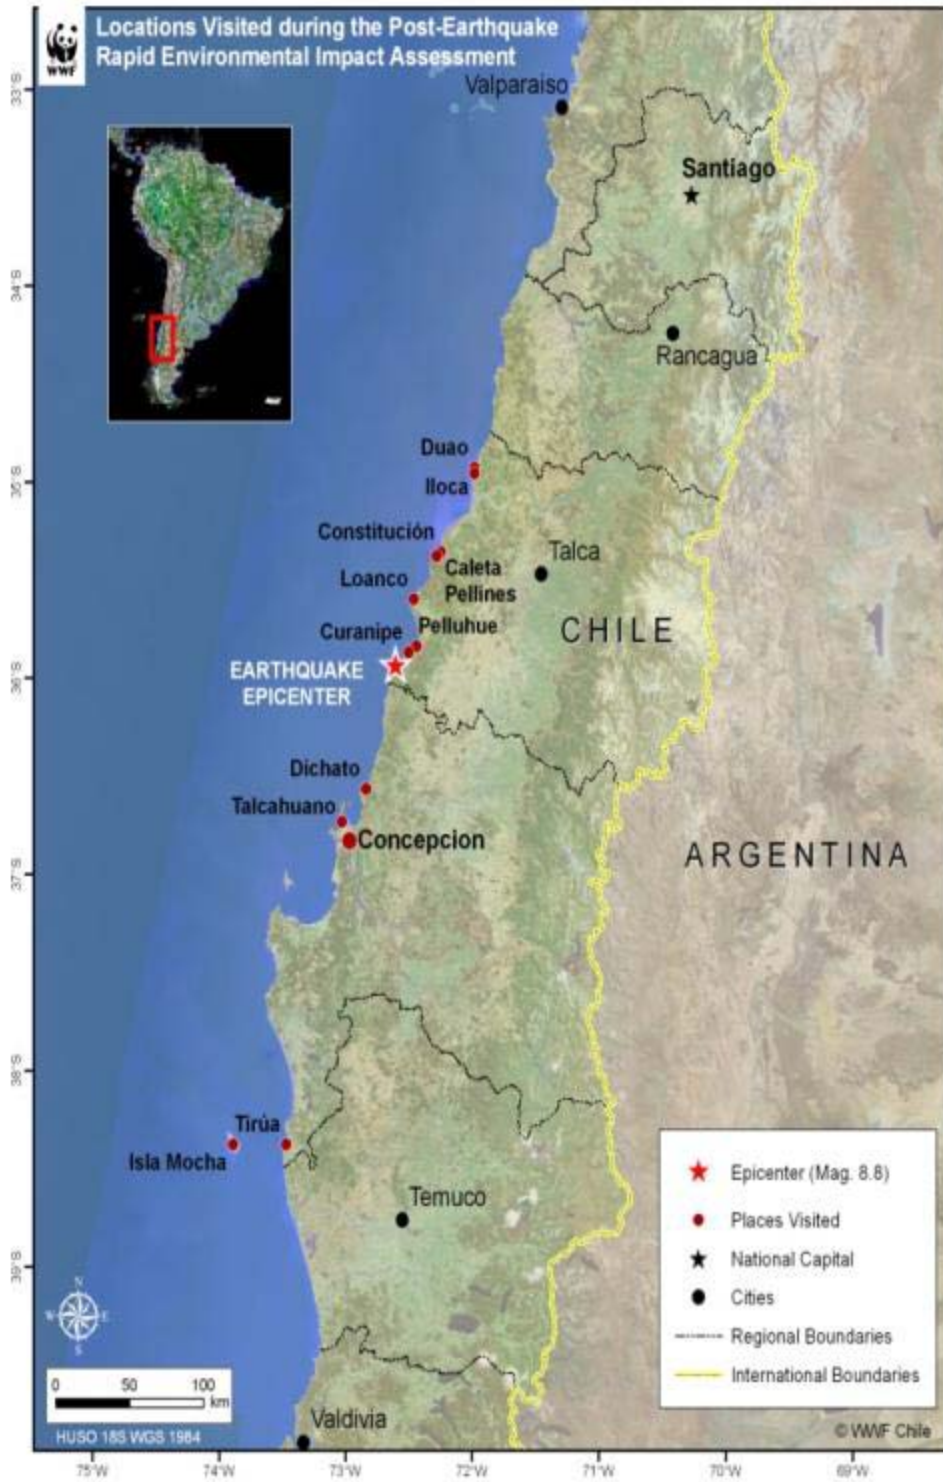 Locations Visited during the Post-Earthquake
Rapid Environmental Impact Assessment
WWF
Valparaiso
Santiago
Rancagua
Duao
Iloca
Constitución
Talca
Caleta
Pellines
Loanco
Pelluhue
Curanipe
CHILE
EARTHQUAKE
EPICENTER
Dichato
Talcahuano
Concepcion
ARGENTINA
Tirúa
Isla Mocha
Temuco
Valdivia
33°S
34°S
35°S
36°S
37°S
38°S
39°S
N
W
E
S
0 50 100
km
HUSO 18S WGS 1984
Epicenter (Mag. 8.8)
Places Visited
National Capital
Cities
Regional Boundaries
International Boundaries
© WWF Chile
75°W 74°W 73°W 72°W 71°W 70°W 69°W